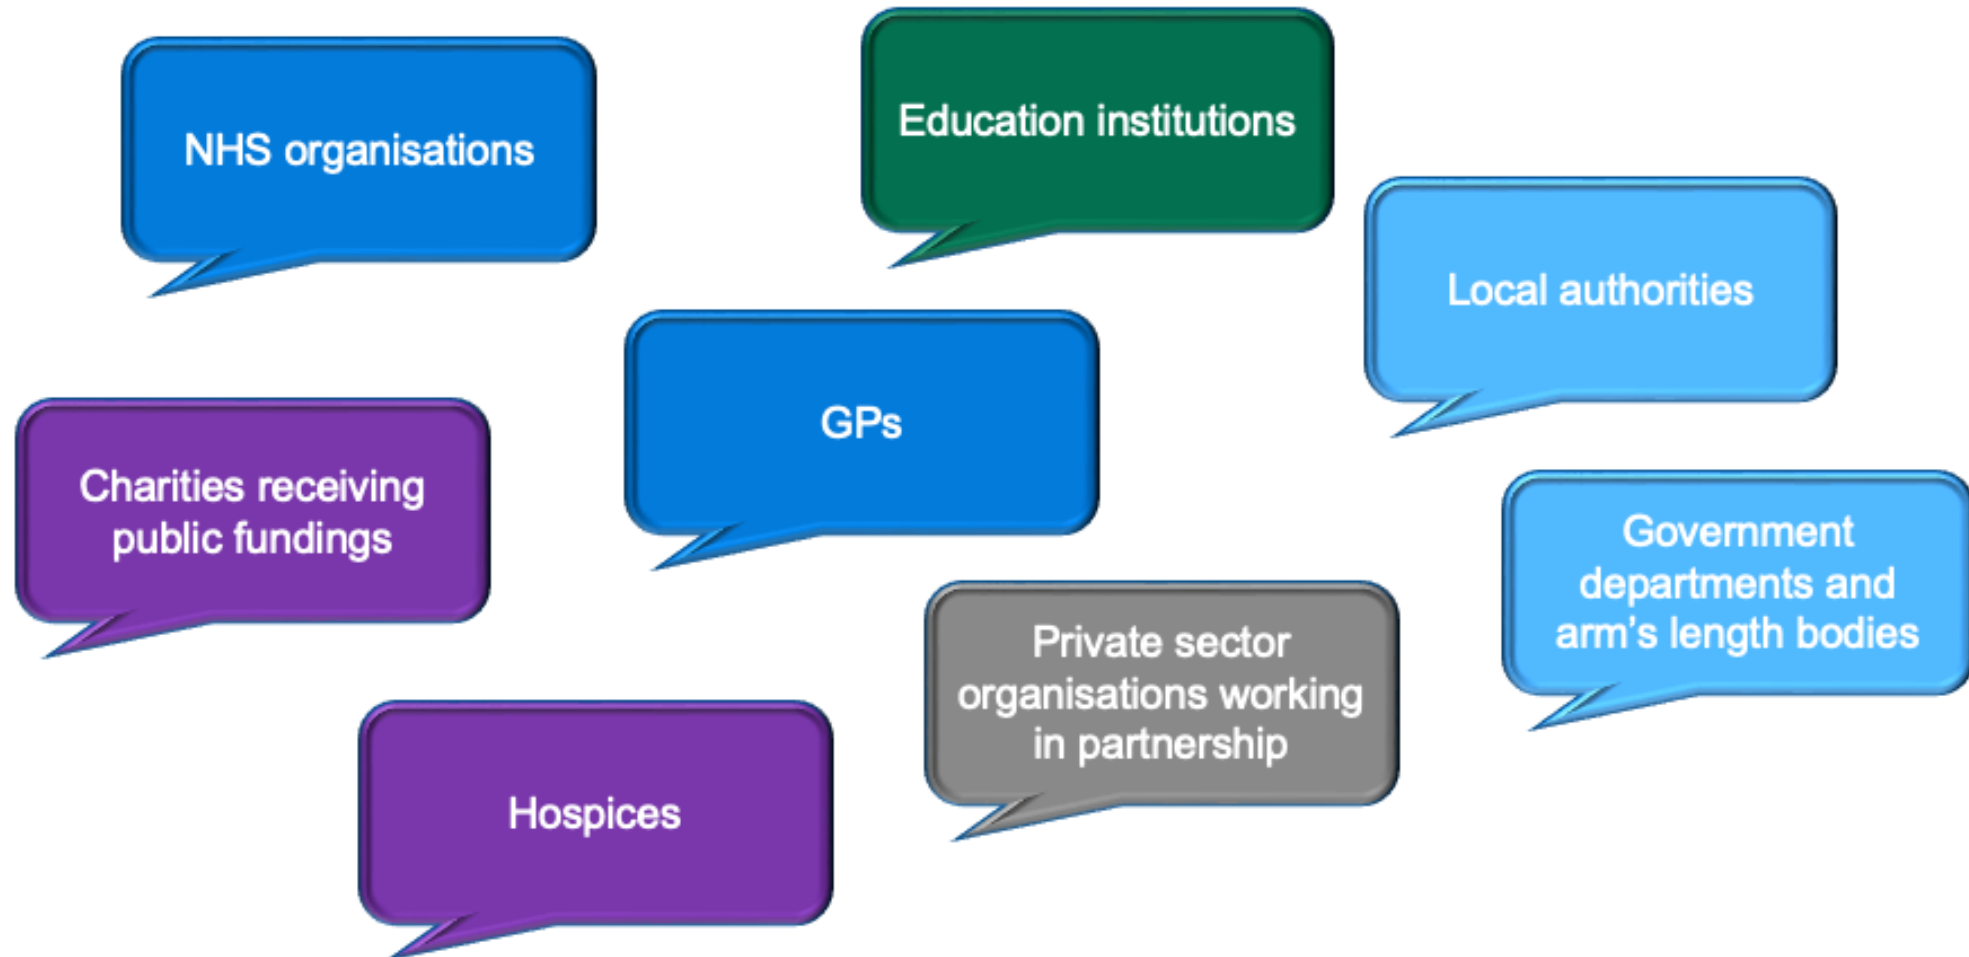 NHS organisations
Education institutions
Local authorities
GPs
Charities receiving
public fundings
Government
departments and
arm's length bodies
Private sector
organisations working
in partnership
Hospices